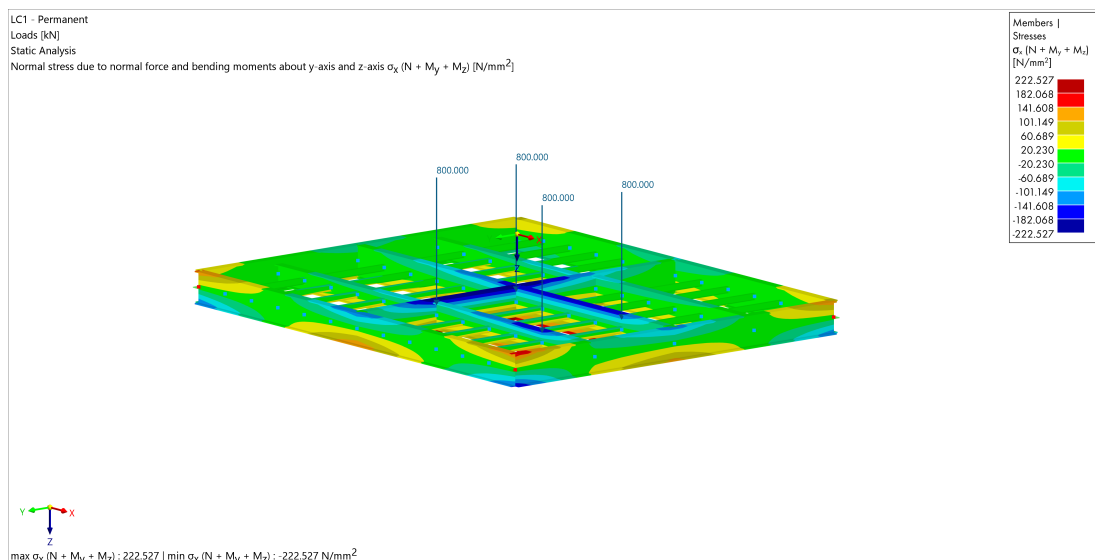 LC1 - Permanent
Loads [kN]
Static Analysis
Normal stress due to normal force and bending moments about y-axis and z-axis σx (N + My + Mz) [N/mm²]
Members |
Stresses
σx (N + My + Mz)
[N/mm²]
222.527
182.068
141.608
101.149
60.689
20.230
-20.230
-60.689
-101.149
-141.608
-182.068
-222.527
800.000
800.000
800.000
800.000
X
Z
Y
X
Z
max σx (N + My + Mz) : 222.527 | min σx (N + My + Mz) : -222.527 N/mm²